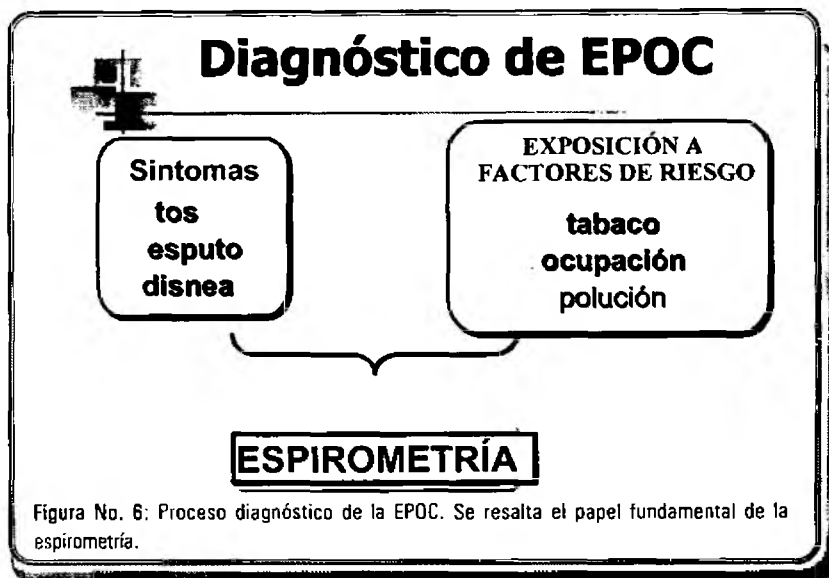 Diagnóstico de EPOC
Sintomas
tos
esputo
disnea
EXPOSICIÓN A
FACTORES DE RIESGO
tabaco
ocupación
polución
ESPIROMETRÍA
Figura No. 6: Proceso diagnóstico de la EPOC. Se resalta el papel fundamental de la
espirometría.